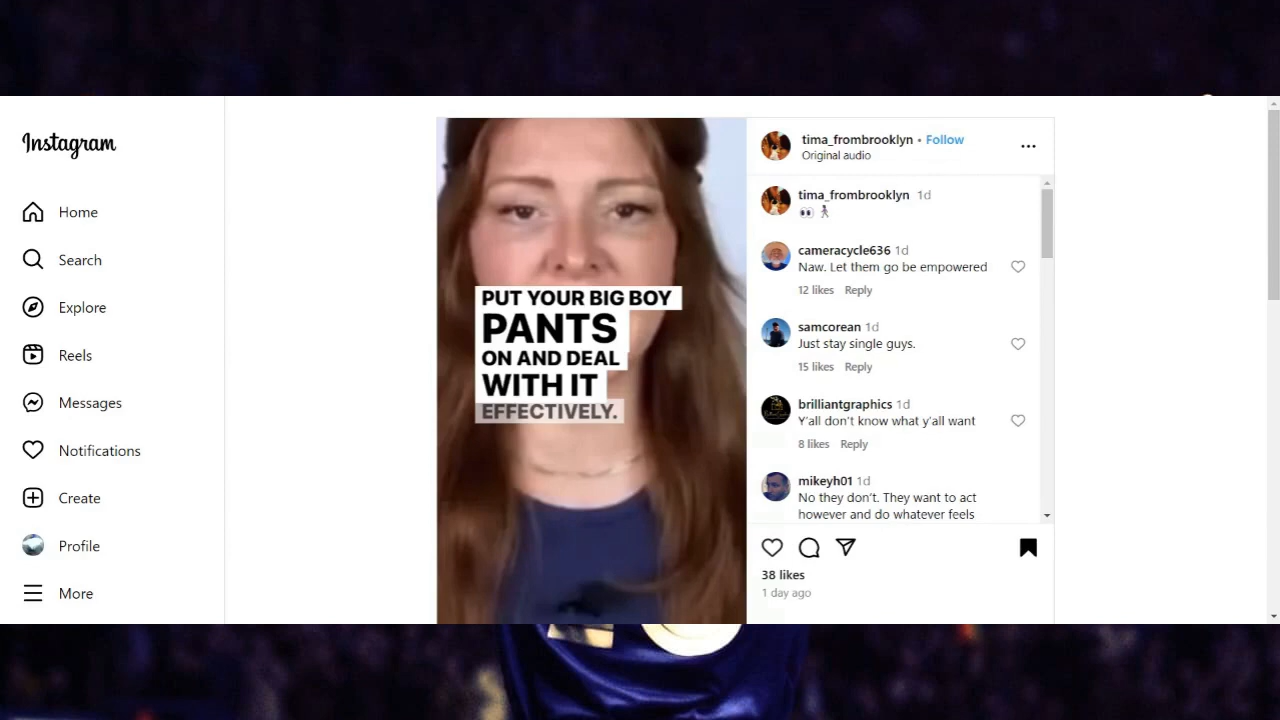 Instagram
Home
Search
Explore
Reels
Messages
Notifications
Create
Profile
More
PUT YOUR BIG BOY
PANTS
ON AND DEAL
WITH IT
EFFECTIVELY.
tima_frombrooklyn • Follow
Original audio
tima_frombrooklyn 1d
cameracycle636 1d
Naw. Let them go be empowered
12 likes Reply
samcorean 1d
Just stay single guys.
15 likes Reply
brilliantgraphics 1d
Y'all don't know what y'all want
8 likes Reply
mikeyh01 1d
No they don't. They want to act
however and do whatever feels
38 likes
1 day ago